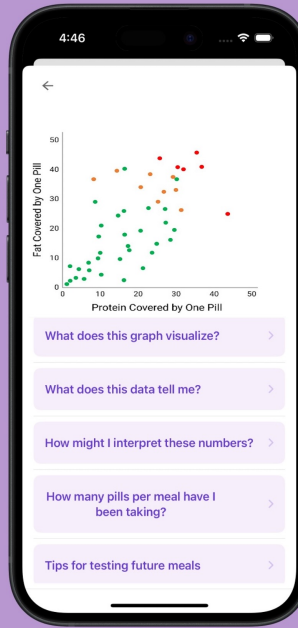 4:46
←
50
40
30
20
10
0
Fat Covered by One Pill
0 10 20 30 40 50
Protein Covered by One Pill
What does this graph visualize?
What does this data tell me?
How might I interpret these numbers?
How many pills per meal have I
been taking?
Tips for testing future meals